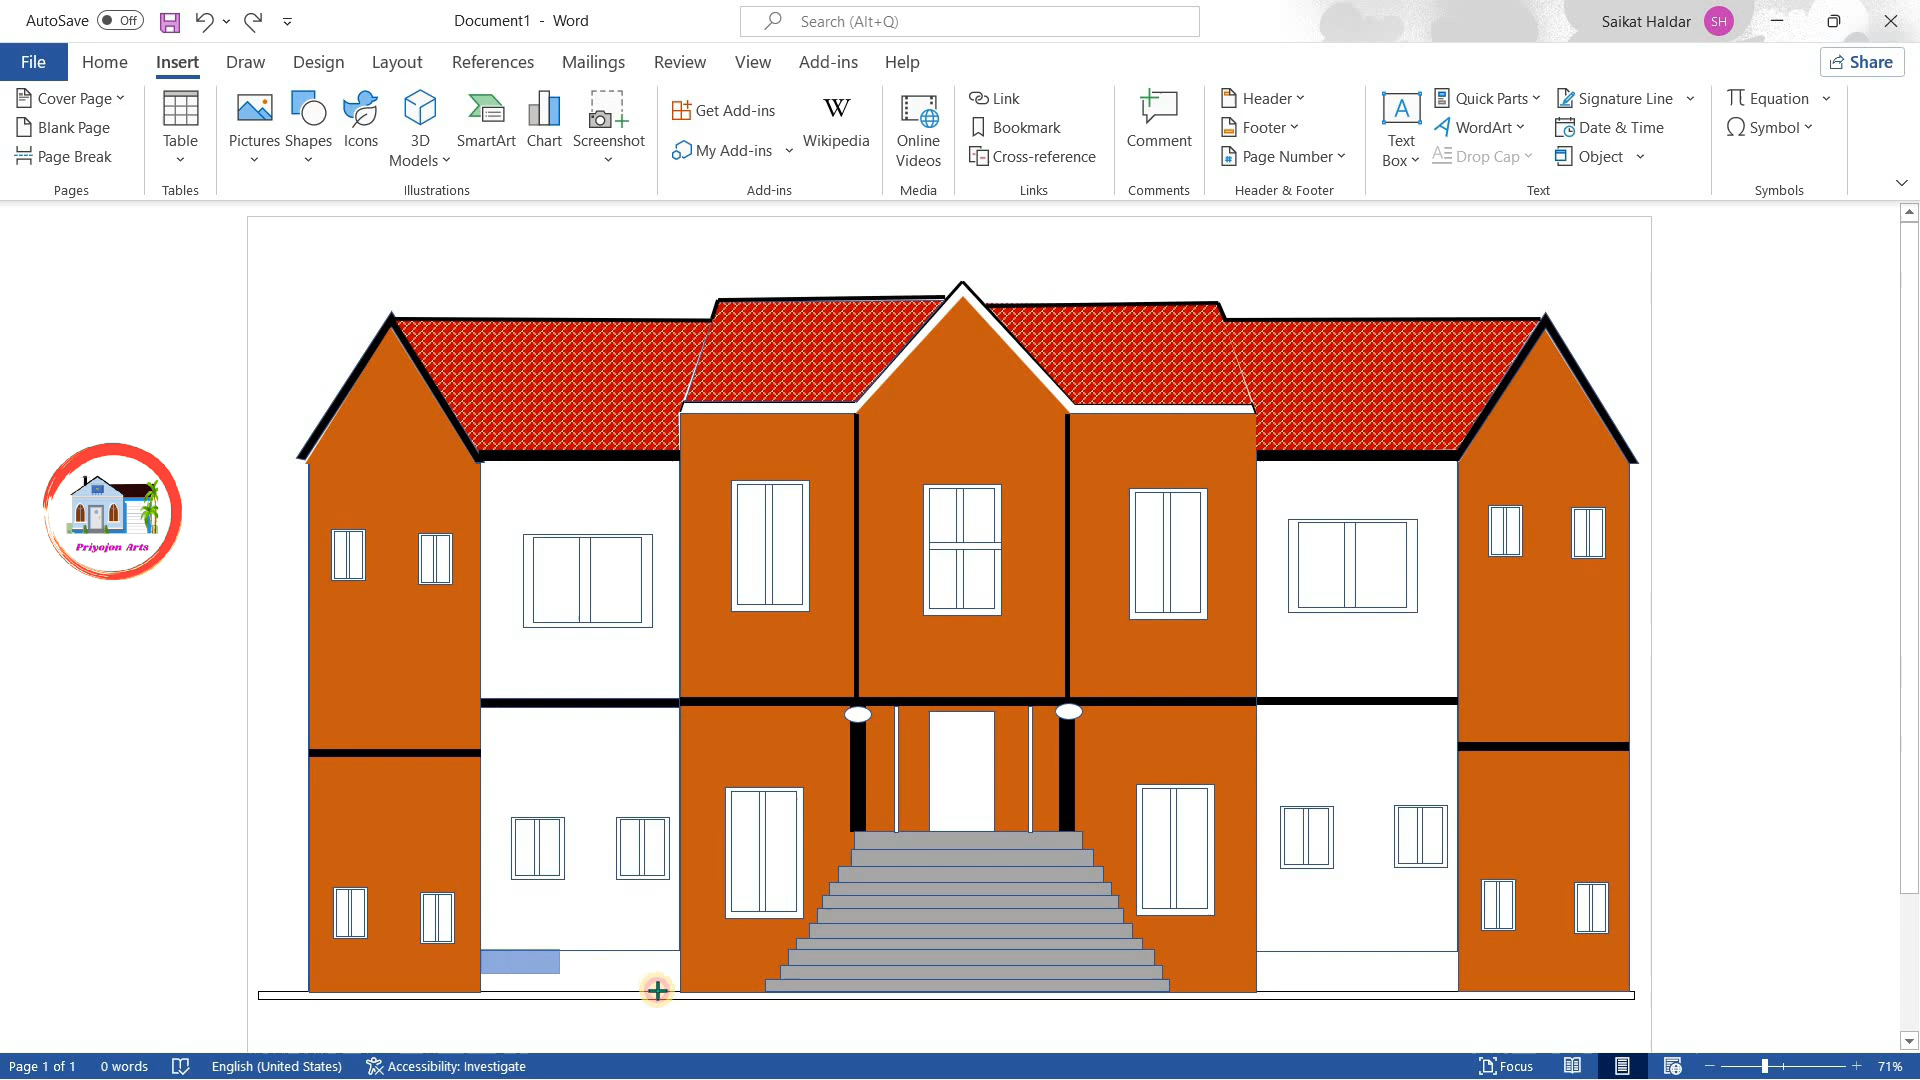 AutoSave Off Document1 - Word Search (Alt+Q) Saikat Haldar SH
File Home Insert Draw Design Layout References Mailings Review View Add-ins Help Share
Cover Page
Blank Page
Page Break
Pages
Table
Tables
Pictures Shapes Icons 3D Models SmartArt Chart Screenshot
Illustrations
Get Add-ins
My Add-ins
W
Wikipedia
Add-ins
Online Videos
Media
Link
Bookmark
Cross-reference
Links
Comment
Comments
Header
Footer
Page Number
Header & Footer
A
Text Box
Quick Parts
WordArt
Drop Cap
Signature Line
Date & Time
Object
Text
Equation
Symbol
Symbols
Priyojon Arts
Page 1 of 1 0 words English (United States) Accessibility: Investigate Focus 71%